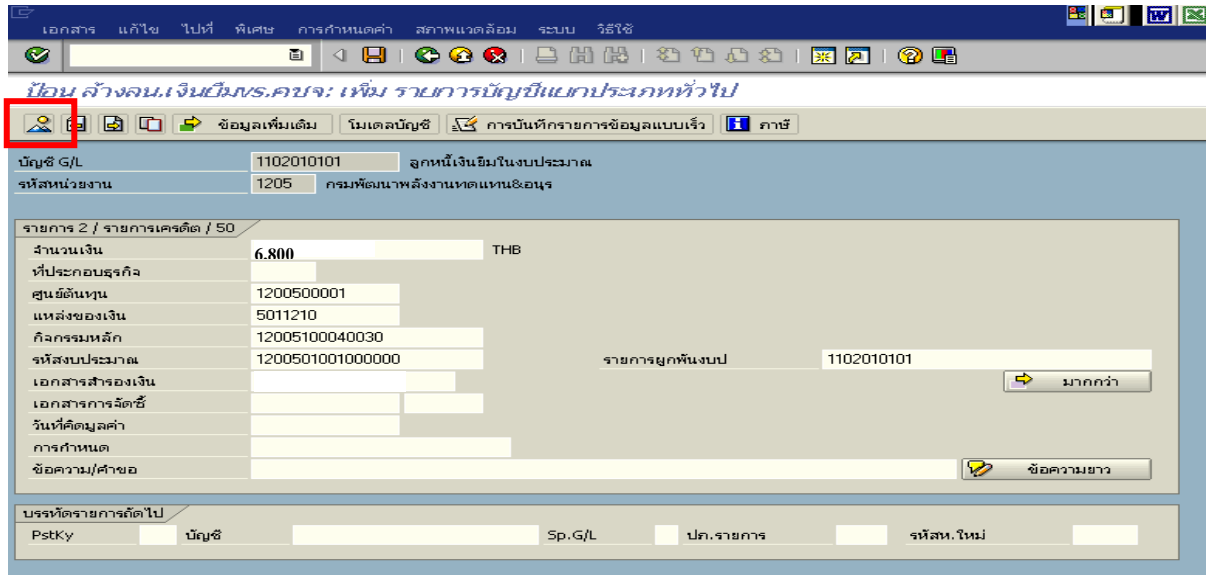 เอกสาร แก้ไข ไปที่ พิเศษ การกำหนดค่า สภาพแวดล้อม ระบบ วิธีใช้
ป้อน ล้างลน.เงินยืม/รร.คบจ: เพิ่ม รายการบัญชีแยกประเภททั่วไป
ข้อมูลเพิ่มเติม โมเดลบัญชี การบันทึกรายการข้อมูลแบบเร็ว ภาษี
บัญชี G/L 1102010101 ลูกหนี้เงินยืมในงบประมาณ
รหัสหน่วยงาน 1205 กรมพัฒนาพลังงานทดแทน&อนุร
รายการ 2 / รายการเครดิต / 50
จำนวนเงิน 6,800 THB
ที่ประกอบธุรกิจ
ศูนย์ต้นทุน 1200500001
แหล่งของเงิน 5011210
กิจกรรมหลัก 12005100040030
รหัสงบประมาณ 1200501001000000 รายการผูกพันงบป 1102010101
เอกสารสำรองเงิน มากกว่า
เอกสารการจัดซื้
วันที่คิดมูลค่า
การกำหนด
ข้อความ/คำขอ ข้อความยาว
บรรทัดรายการถัดไป
PstKy บัญชี Sp.G/L ปภ.รายการ รหัสห.ใหม่